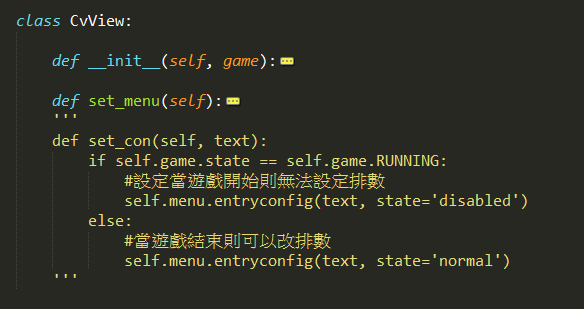 class CvView:
def __init__(self, game):
def set_menu(self):
'''
def set_con(self, text):
if self.game.state == self.game.RUNNING:
#設定當遊戲開始則無法設定排數
self.menu.entryconfig(text, state='disabled')
else:
#當遊戲結束則可以改排數
self.menu.entryconfig(text, state='normal')
'''